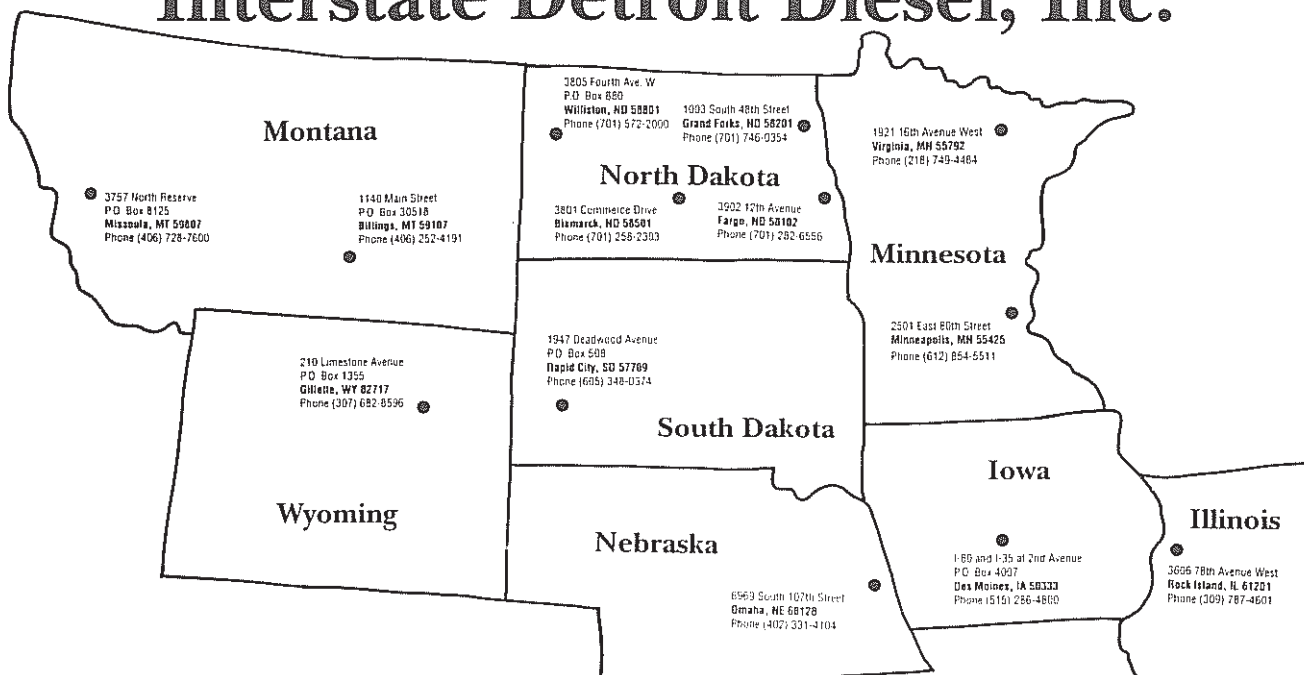 Interstate Detroit Diesel, Inc.
Montana
3757 North Reserve
P.O. Box 8125
Missoula, MT 59807
Phone (406) 728-7600
1140 Main Street
P.O. Box 30518
Billings, MT 59107
Phone (406) 252-4191
3805 Fourth Ave. W
P.O. Box 880
Williston, ND 58801
Phone (701) 572-2000
1003 South 48th Street
Grand Forks, ND 58201
Phone (701) 746-0354
North Dakota
3801 Commerce Drive
Bismarck, ND 58501
Phone (701) 258-2303
3902 12th Avenue
Fargo, ND 58102
Phone (701) 282-6556
1921 16th Avenue West
Virginia, MN 55792
Phone (218) 749-4484
Minnesota
2501 East 80th Street
Minneapolis, MN 55425
Phone (612) 854-5511
210 Limestone Avenue
P.O. Box 1355
Gillette, WY 82717
Phone (307) 682-8596
Wyoming
1947 Deadwood Avenue
P.O. Box 508
Rapid City, SD 57709
Phone (605) 348-0374
South Dakota
Nebraska
6969 South 107th Street
Omaha, NE 68128
Phone (402) 331-4104
Iowa
I-80 and I-35 at 2nd Avenue
P.O. Box 4007
Des Moines, IA 50333
Phone (515) 286-4800
Illinois
3606 78th Avenue West
Rock Island, IL 61201
Phone (309) 787-4601